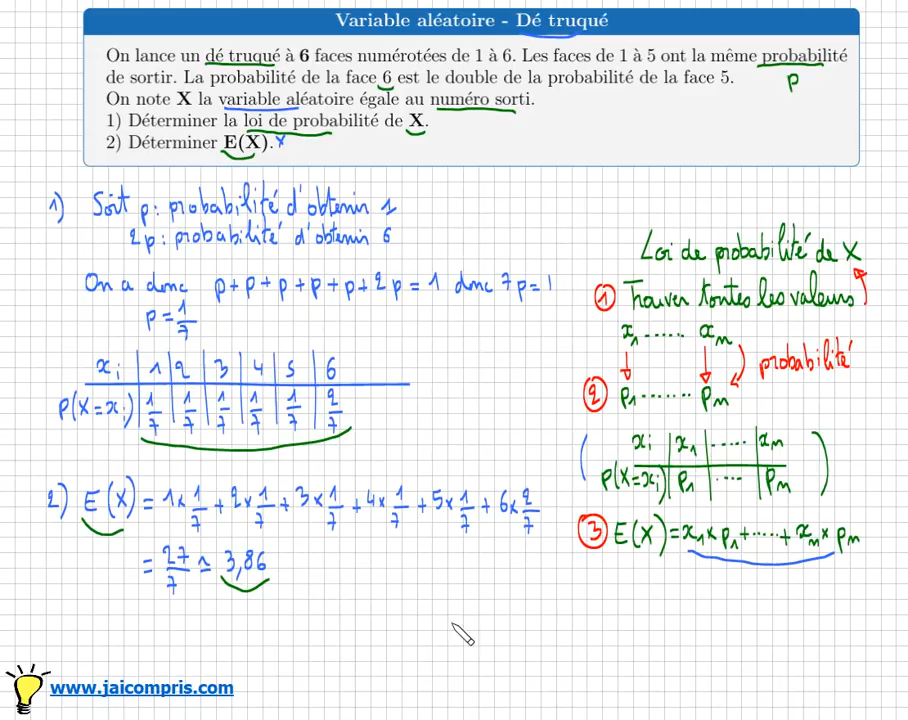 Variable aléatoire - Dé truqué
On lance un dé truqué à 6 faces numérotées de 1 à 6. Les faces de 1 à 5 ont la même probabilité
de sortir. La probabilité de la face 6 est le double de la probabilité de la face 5.
p
On note X la variable aléatoire égale au numéro sorti.
1) Déterminer la loi de probabilité de X.
2) Déterminer E(X). x
1) Soit p : probabilité d'obtenir 1
2p : probabilité d'obtenir 6
On a donc p + p + p + p + p + 2p = 1 donc 7p = 1
p = 1/7
xi | 1 | 2 | 3 | 4 | 5 | 6
p(X = xi) | 1/7 | 1/7 | 1/7 | 1/7 | 1/7 | 2/7
2) E(X) = 1 × 1/7 + 2 × 1/7 + 3 × 1/7 + 4 × 1/7 + 5 × 1/7 + 6 × 2/7
= 27/7 ≃ 3,86
Loi de probabilité de X
① Trouver toutes les valeurs
x1 ...... xn
probabilité
② p1 ....... pn
( xi | x1 | ..... | xn )
p(X = xi) | p1 | ... | pn
③ E(X) = x1 × p1 + ..... + xn × pn
www.jaicompris.com